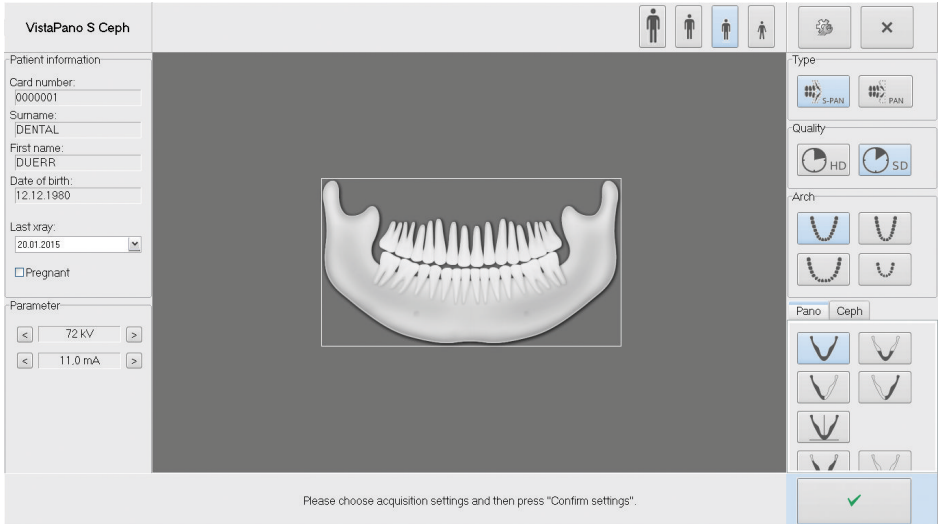 VistaPano S Ceph
Patient information
Card number:
0000001
Surname:
DENTAL
First name:
DUERR
Date of birth:
12.12.1980
Last xray:
20.01.2015
Pregnant
Parameter
< 72 kV >
< 11,0 mA >
Type
S-PAN PAN
Quality
HD SD
Arch
Pano Ceph
Please choose acquisition settings and then press "Confirm settings".